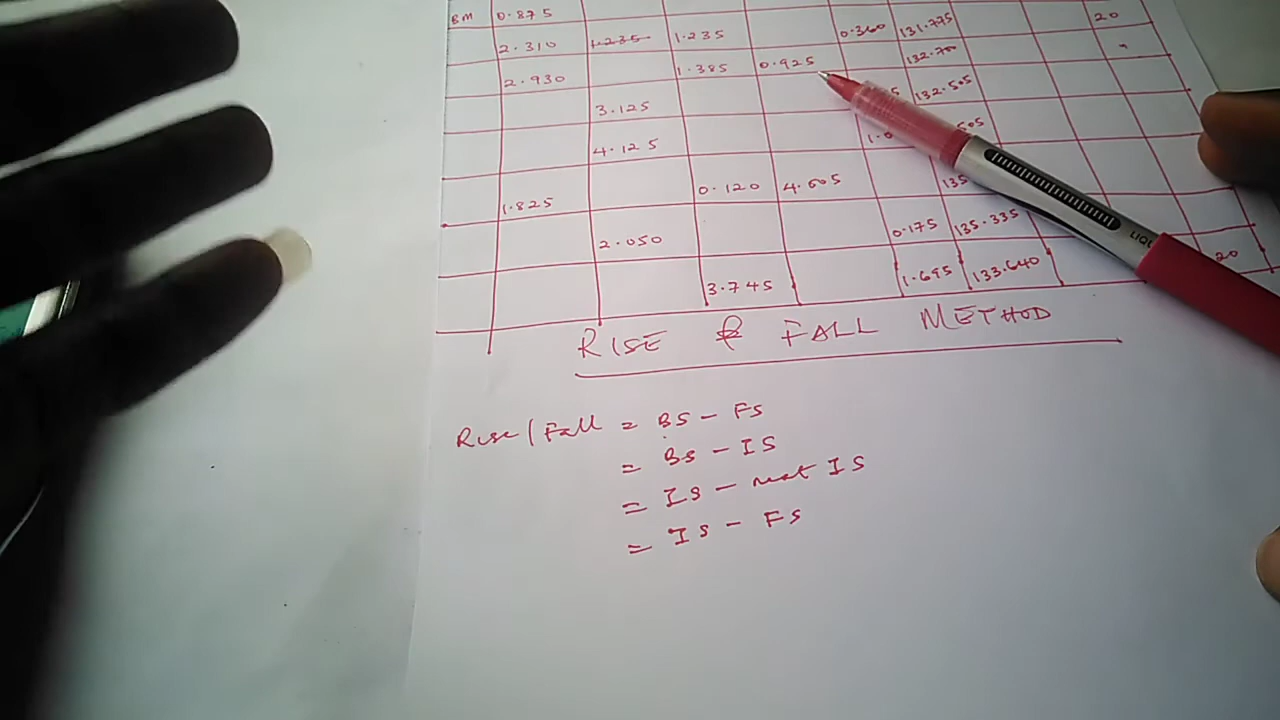 BM 0.875
2.310 1.235 1.235 0.360 131.775 20
2.930 1.385 0.925 132.70
3.125 132.505
4.125
1.825 0.120 4.005
2.050 0.175 135.335 20
3.745 1.695 133.640
RISE & FALL METHOD
Rise/Fall = BS - FS
= BS - IS
= IS - next IS
= IS - FS